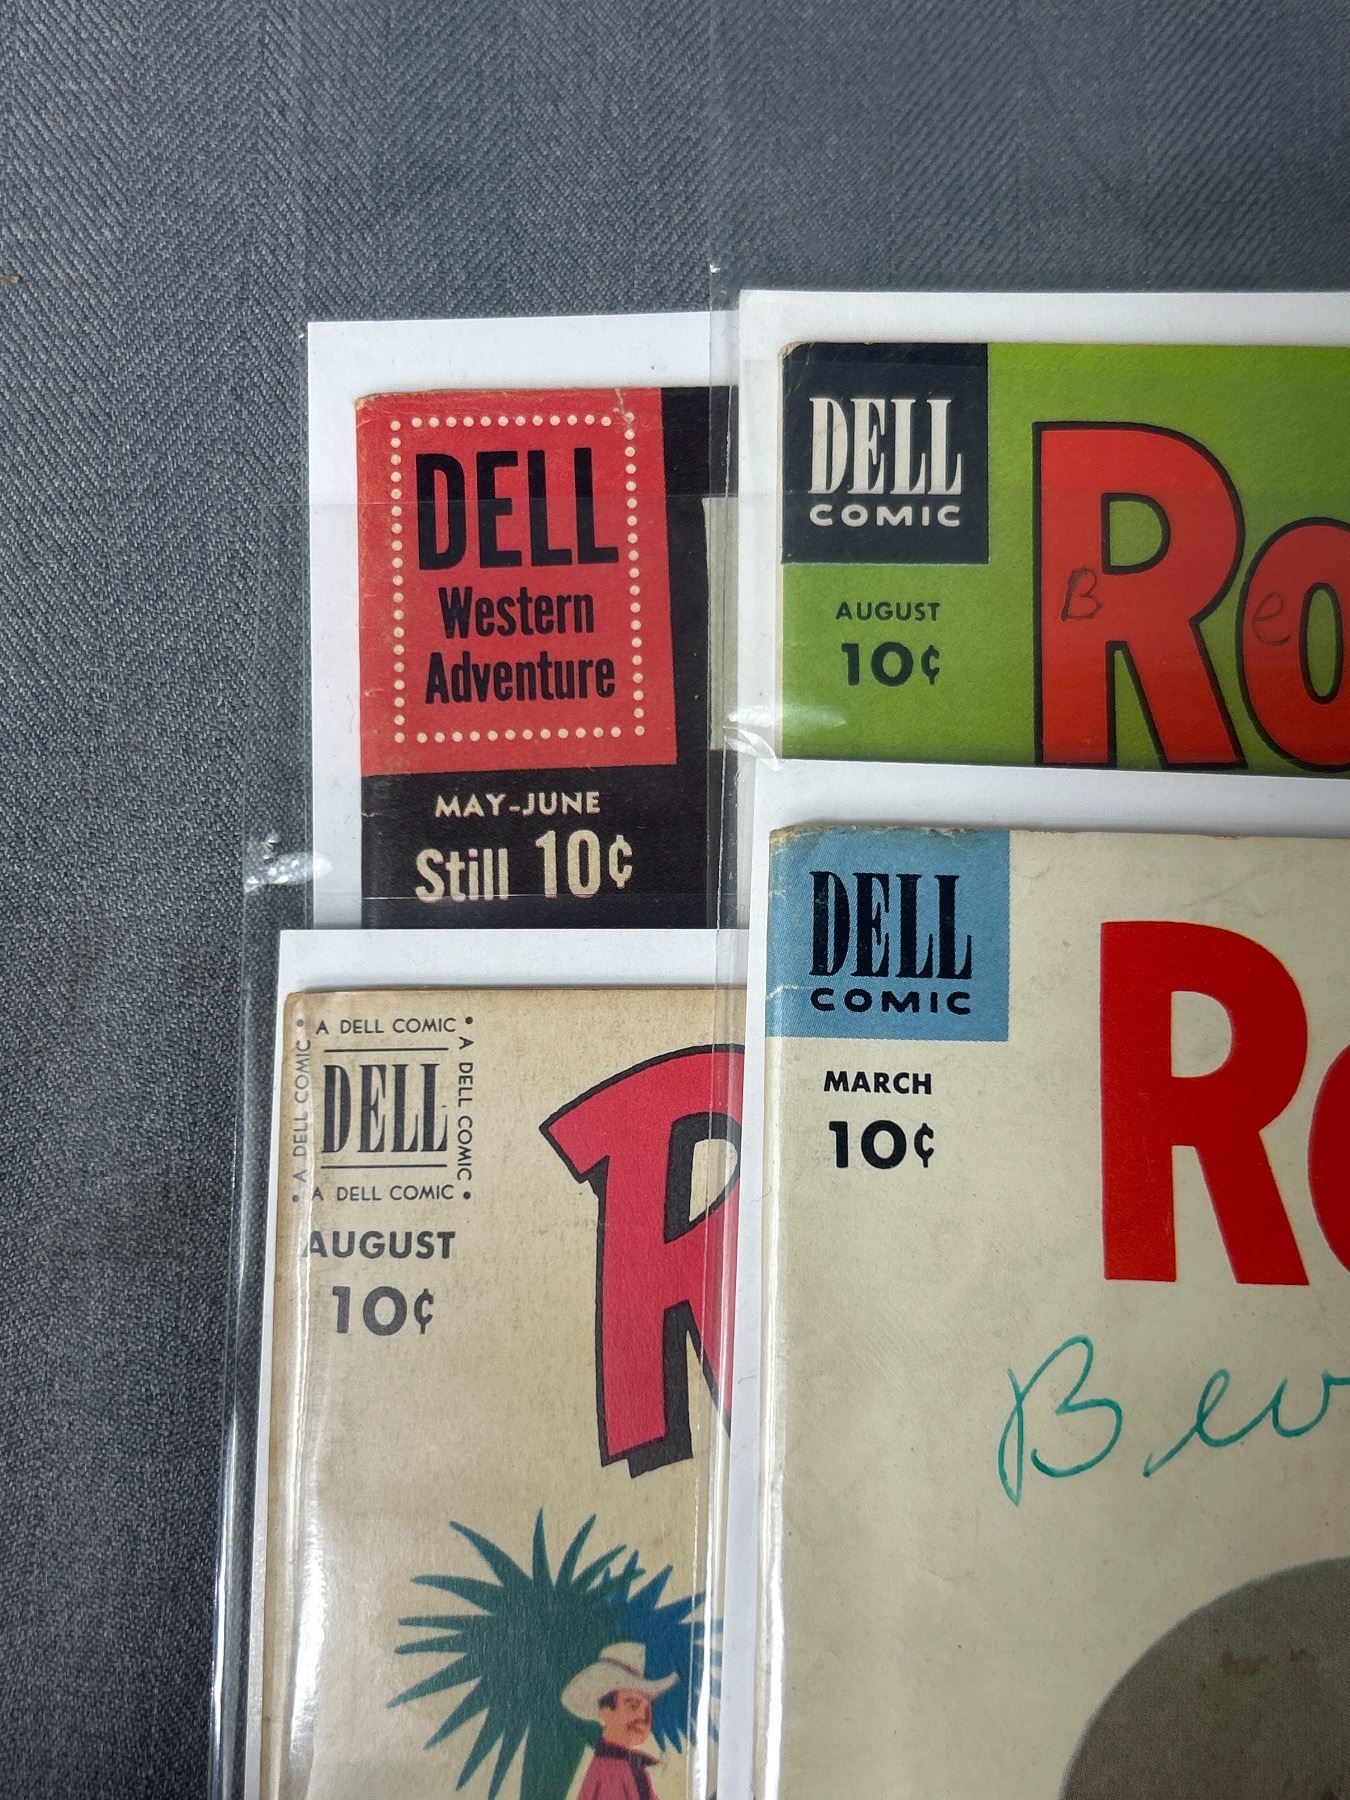 DELL
Western
Adventure
MAY-JUNE
Still 10¢
DELL
COMIC
AUGUST
10¢
Ro
B e
A DELL COMIC
A DELL COMIC
DELL
A DELL COMIC
A DELL COMIC
AUGUST
10¢
R
DELL
COMIC
MARCH
10¢
Ro
Bev